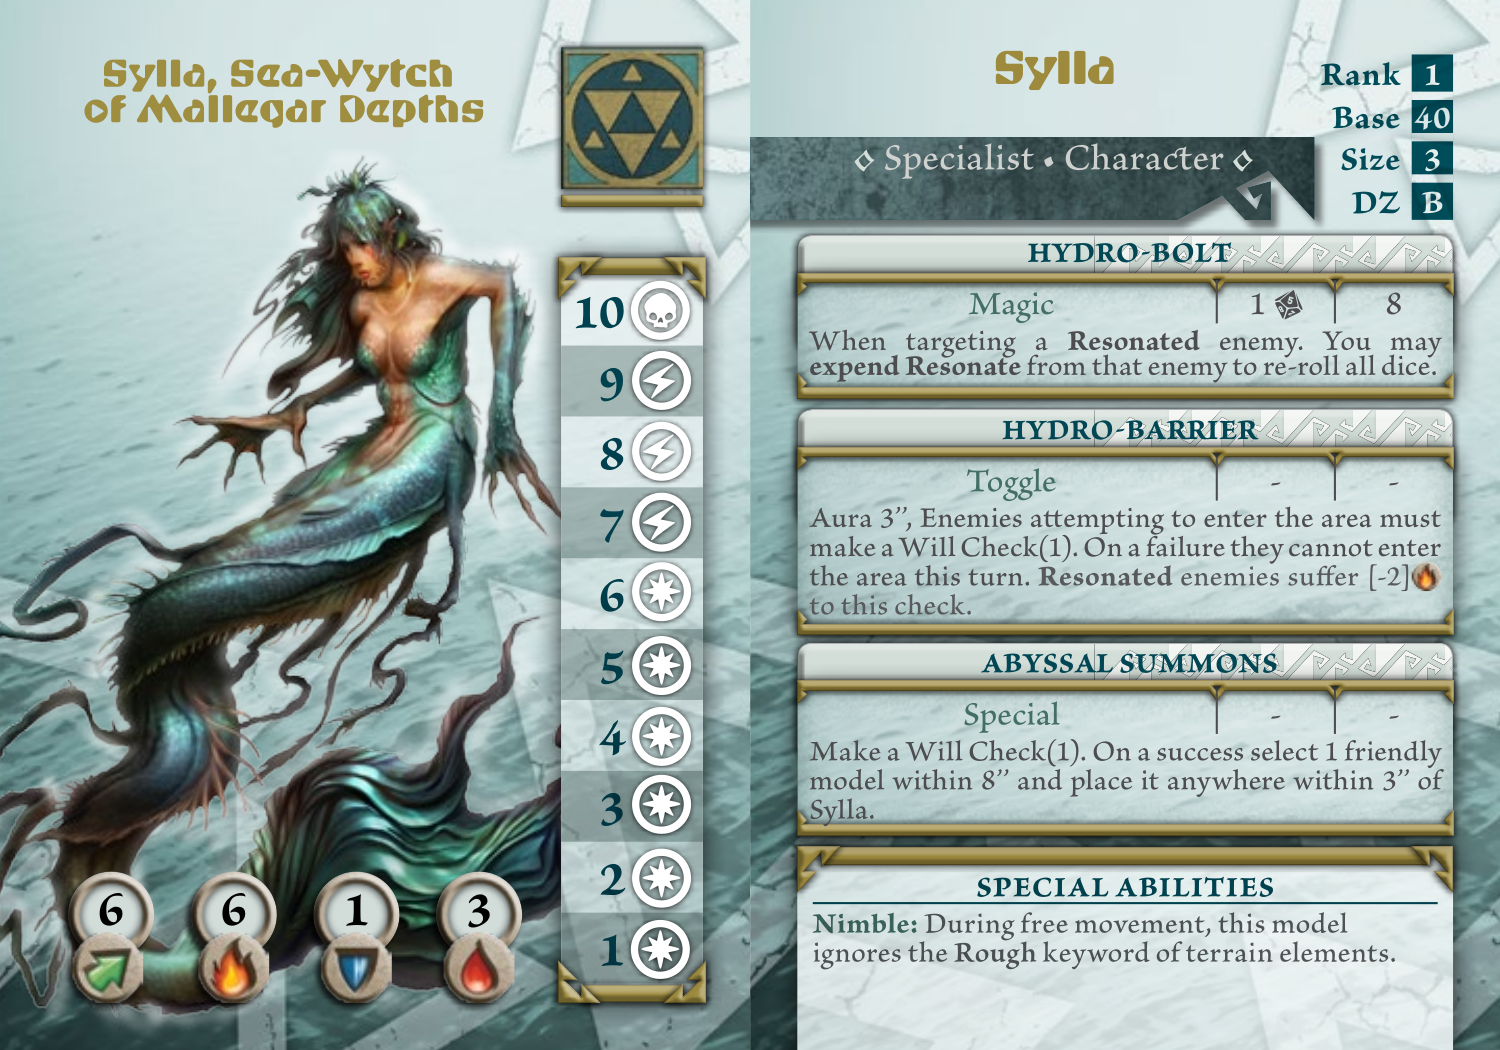 Sylla, Sea-Wytch
of Mallegar Depths
10
9
8
7
6
5
4
3
2
1
6 6 1 3
Sylla
Rank 1
Base 40
Size 3
DZ B
Specialist • Character
HYDRO-BOLT
Magic 1 8
When targeting a Resonated enemy. You may
expend Resonate from that enemy to re-roll all dice.
HYDRO-BARRIER
Toggle - -
Aura 3", Enemies attempting to enter the area must
make a Will Check(1). On a failure they cannot enter
the area this turn. Resonated enemies suffer [-2]
to this check.
ABYSSAL SUMMONS
Special - -
Make a Will Check(1). On a success select 1 friendly
model within 8" and place it anywhere within 3" of
Sylla.
SPECIAL ABILITIES
Nimble: During free movement, this model
ignores the Rough keyword of terrain elements.